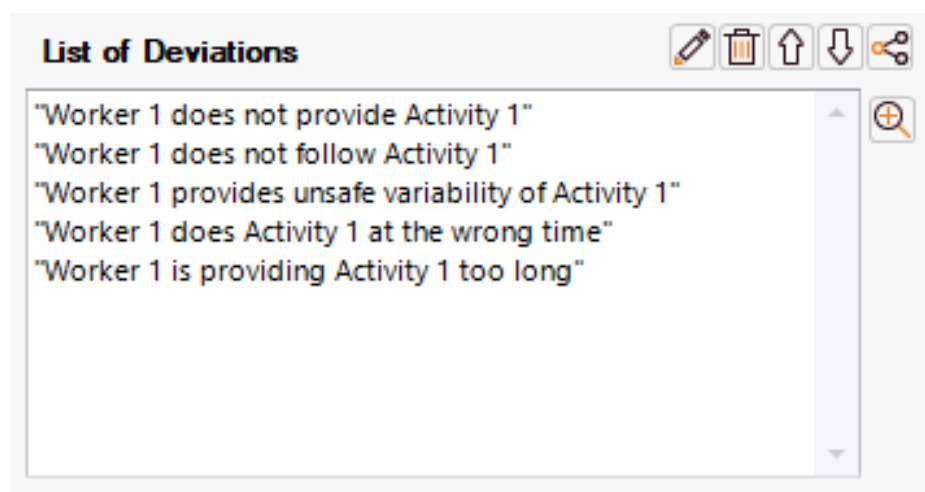 List of Deviations
"Worker 1 does not provide Activity 1"
"Worker 1 does not follow Activity 1"
"Worker 1 provides unsafe variability of Activity 1"
"Worker 1 does Activity 1 at the wrong time"
"Worker 1 is providing Activity 1 too long"